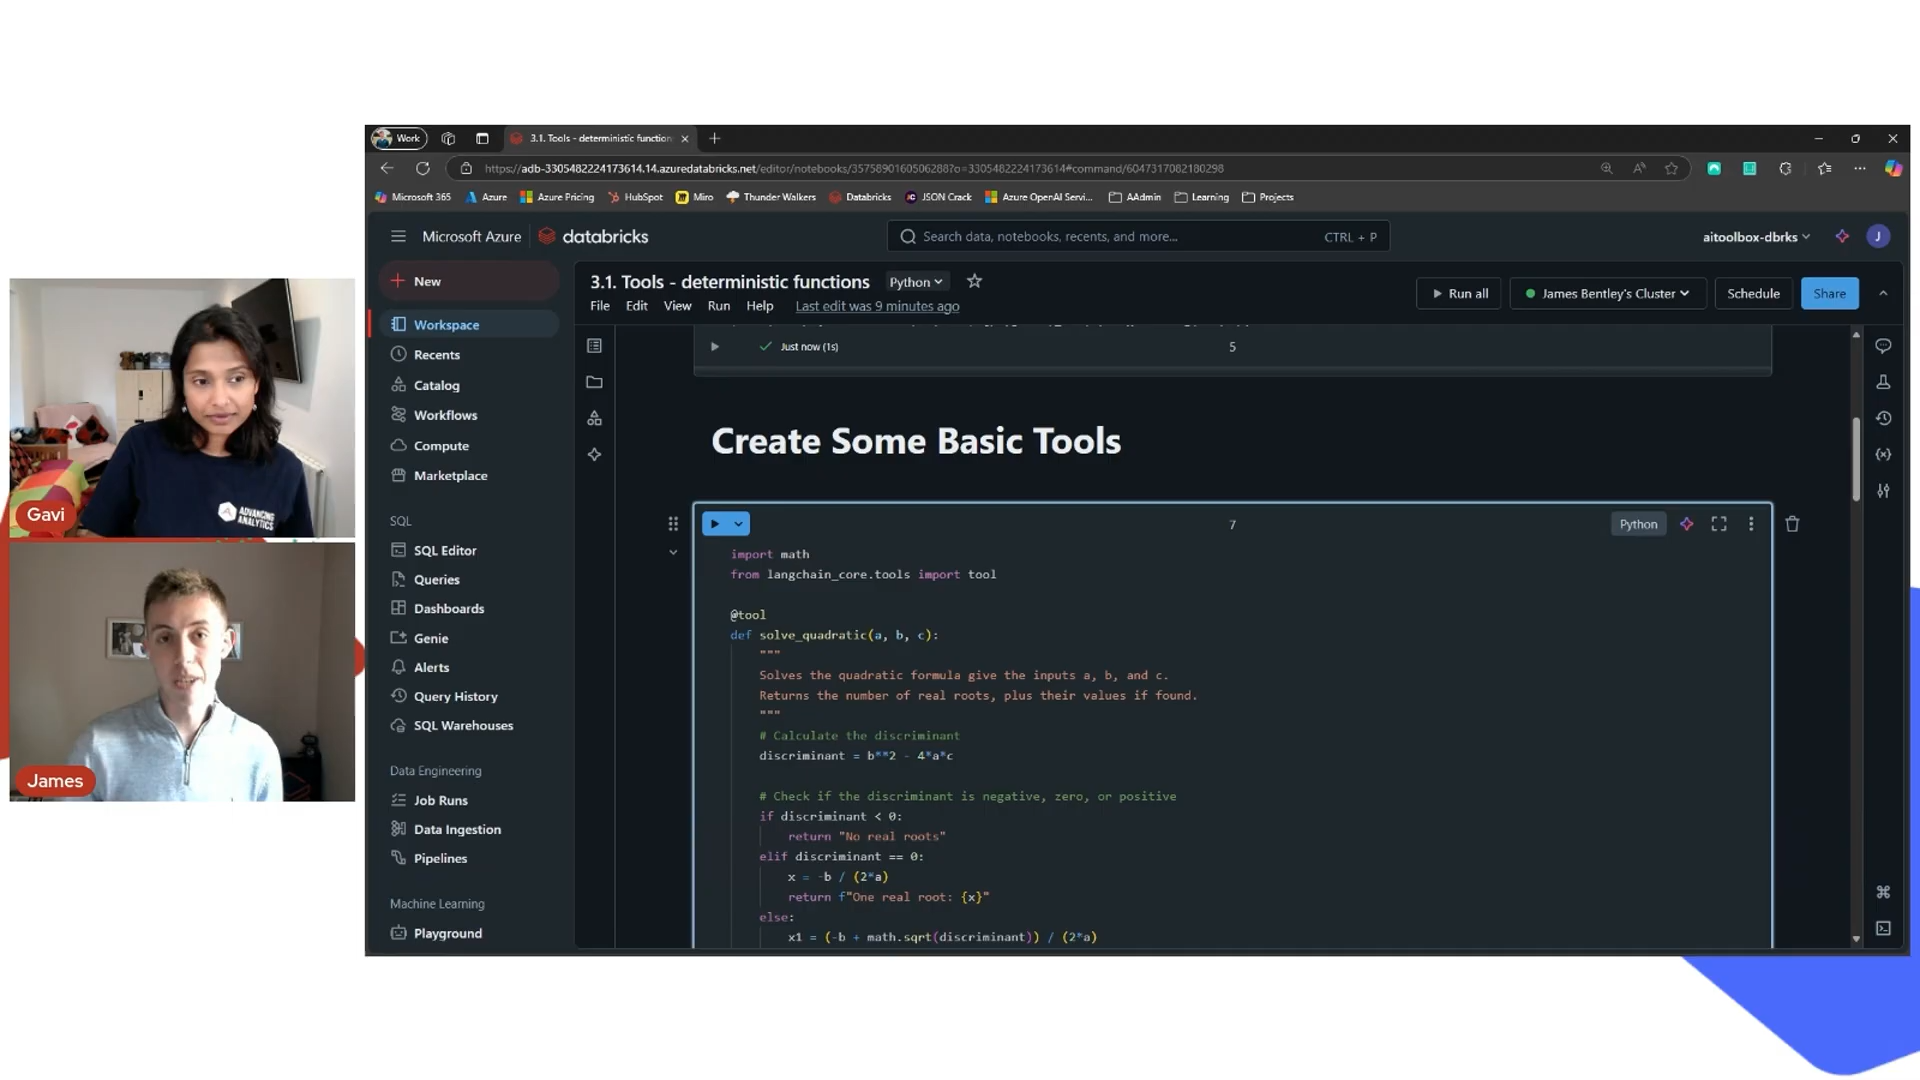 Work
3.1. Tools - deterministic function
https://adb-3305482224173614.14.azuredatabricks.net/editor/notebooks/3575890160506288?o=3305482224173614#command/6047317082180298
Microsoft 365
Azure
Azure Pricing
HubSpot
Miro
Thunder Walkers
Databricks
JSON Crack
Azure OpenAI Servi...
AAdmin
Learning
Projects
Microsoft Azure
databricks
Search data, notebooks, recents, and more...
CTRL + P
aitoolbox-dbrks
J
New
Workspace
Recents
Catalog
Workflows
Compute
Marketplace
SQL
SQL Editor
Queries
Dashboards
Genie
Alerts
Query History
SQL Warehouses
Data Engineering
Job Runs
Data Ingestion
Pipelines
Machine Learning
Playground
3.1. Tools - deterministic functions
Python
File
Edit
View
Run
Help
Last edit was 9 minutes ago
Run all
James Bentley's Cluster
Schedule
Share
Just now (1s)
5
Create Some Basic Tools
7
Python
import math
from langchain_core.tools import tool
@tool
def solve_quadratic(a, b, c):
"""
Solves the quadratic formula give the inputs a, b, and c.
Returns the number of real roots, plus their values if found.
"""
# Calculate the discriminant
discriminant = b**2 - 4*a*c
# Check if the discriminant is negative, zero, or positive
if discriminant < 0:
return "No real roots"
elif discriminant == 0:
x = -b / (2*a)
return f"One real root: {x}"
else:
x1 = (-b + math.sqrt(discriminant)) / (2*a)
ADVANCING
ANALYTICS
Gavi
James